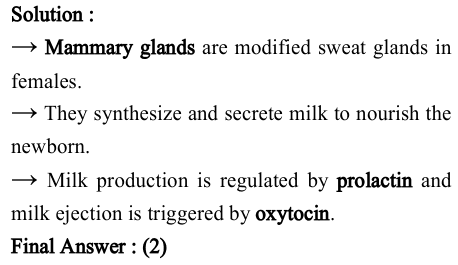 Solution :
→ Mammary glands are modified sweat glands in
females.
→ They synthesize and secrete milk to nourish the
newborn.
→ Milk production is regulated by prolactin and
milk ejection is triggered by oxytocin.
Final Answer : (2)